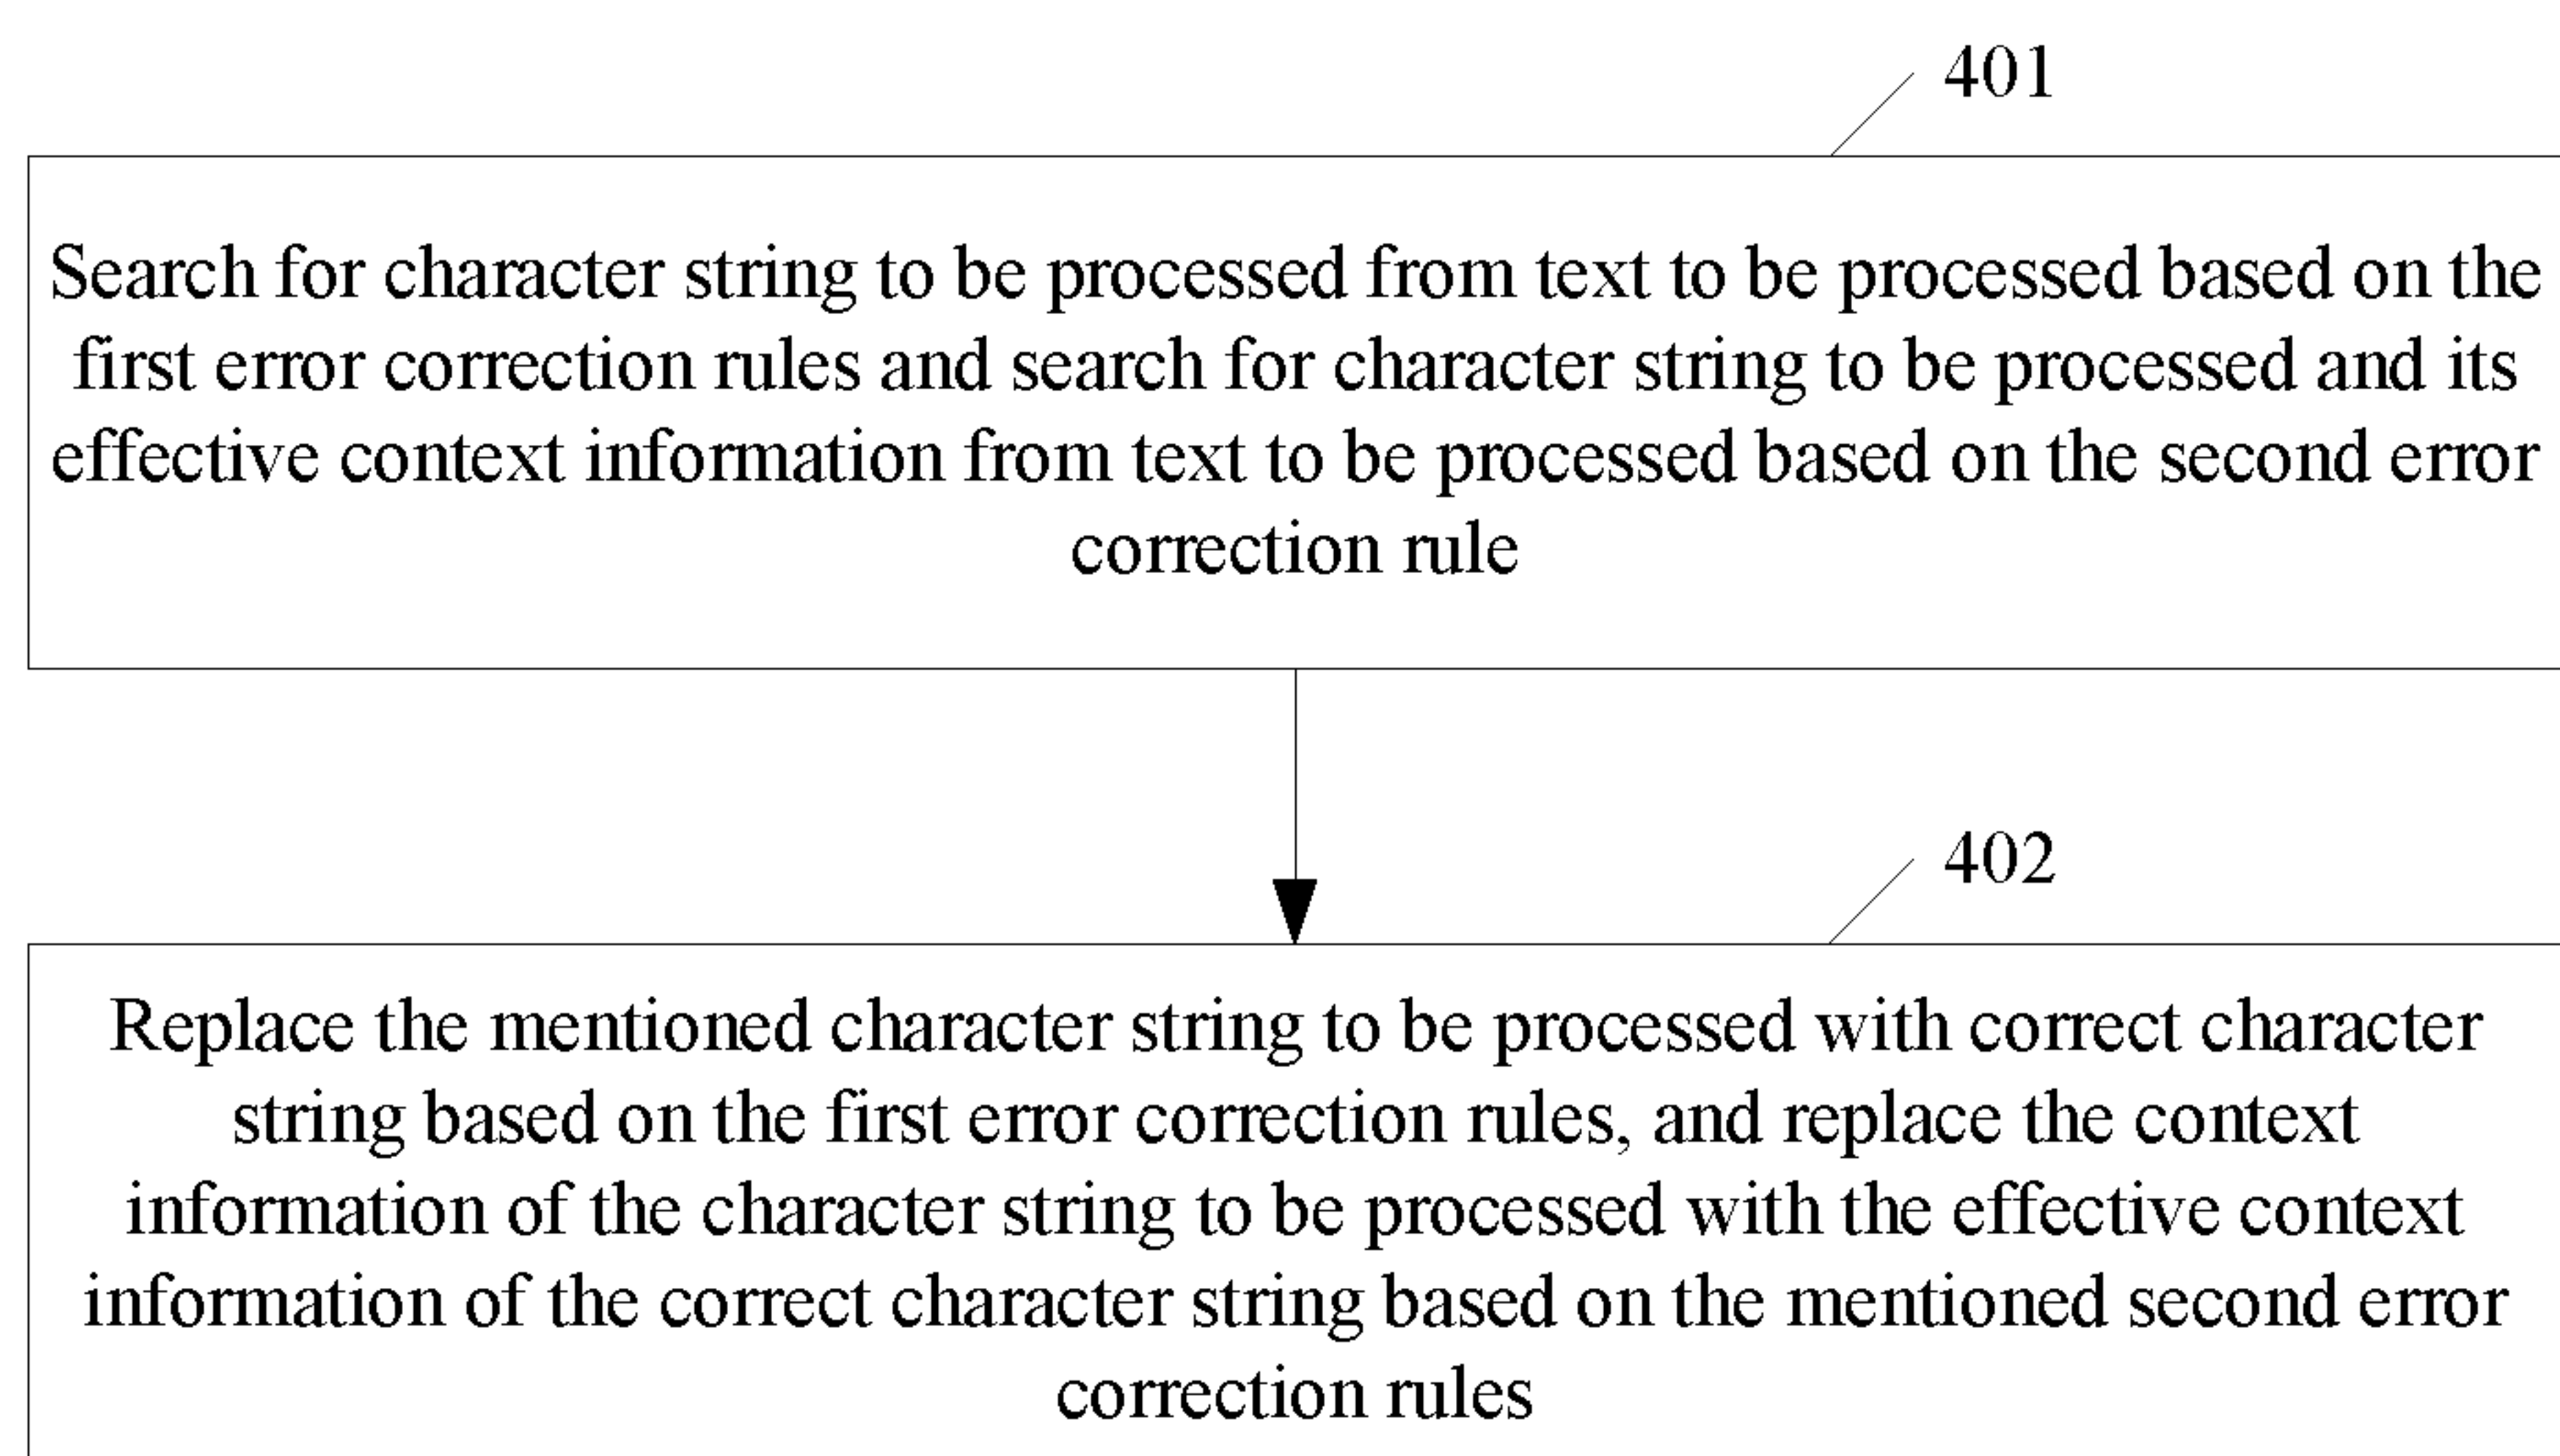 401
Search for character string to be processed from text to be processed based on the
first error correction rules and search for character string to be processed and its
effective context information from text to be processed based on the second error
correction rule
402
Replace the mentioned character string to be processed with correct character
string based on the first error correction rules, and replace the context
information of the character string to be processed with the effective context
information of the correct character string based on the mentioned second error
correction rules